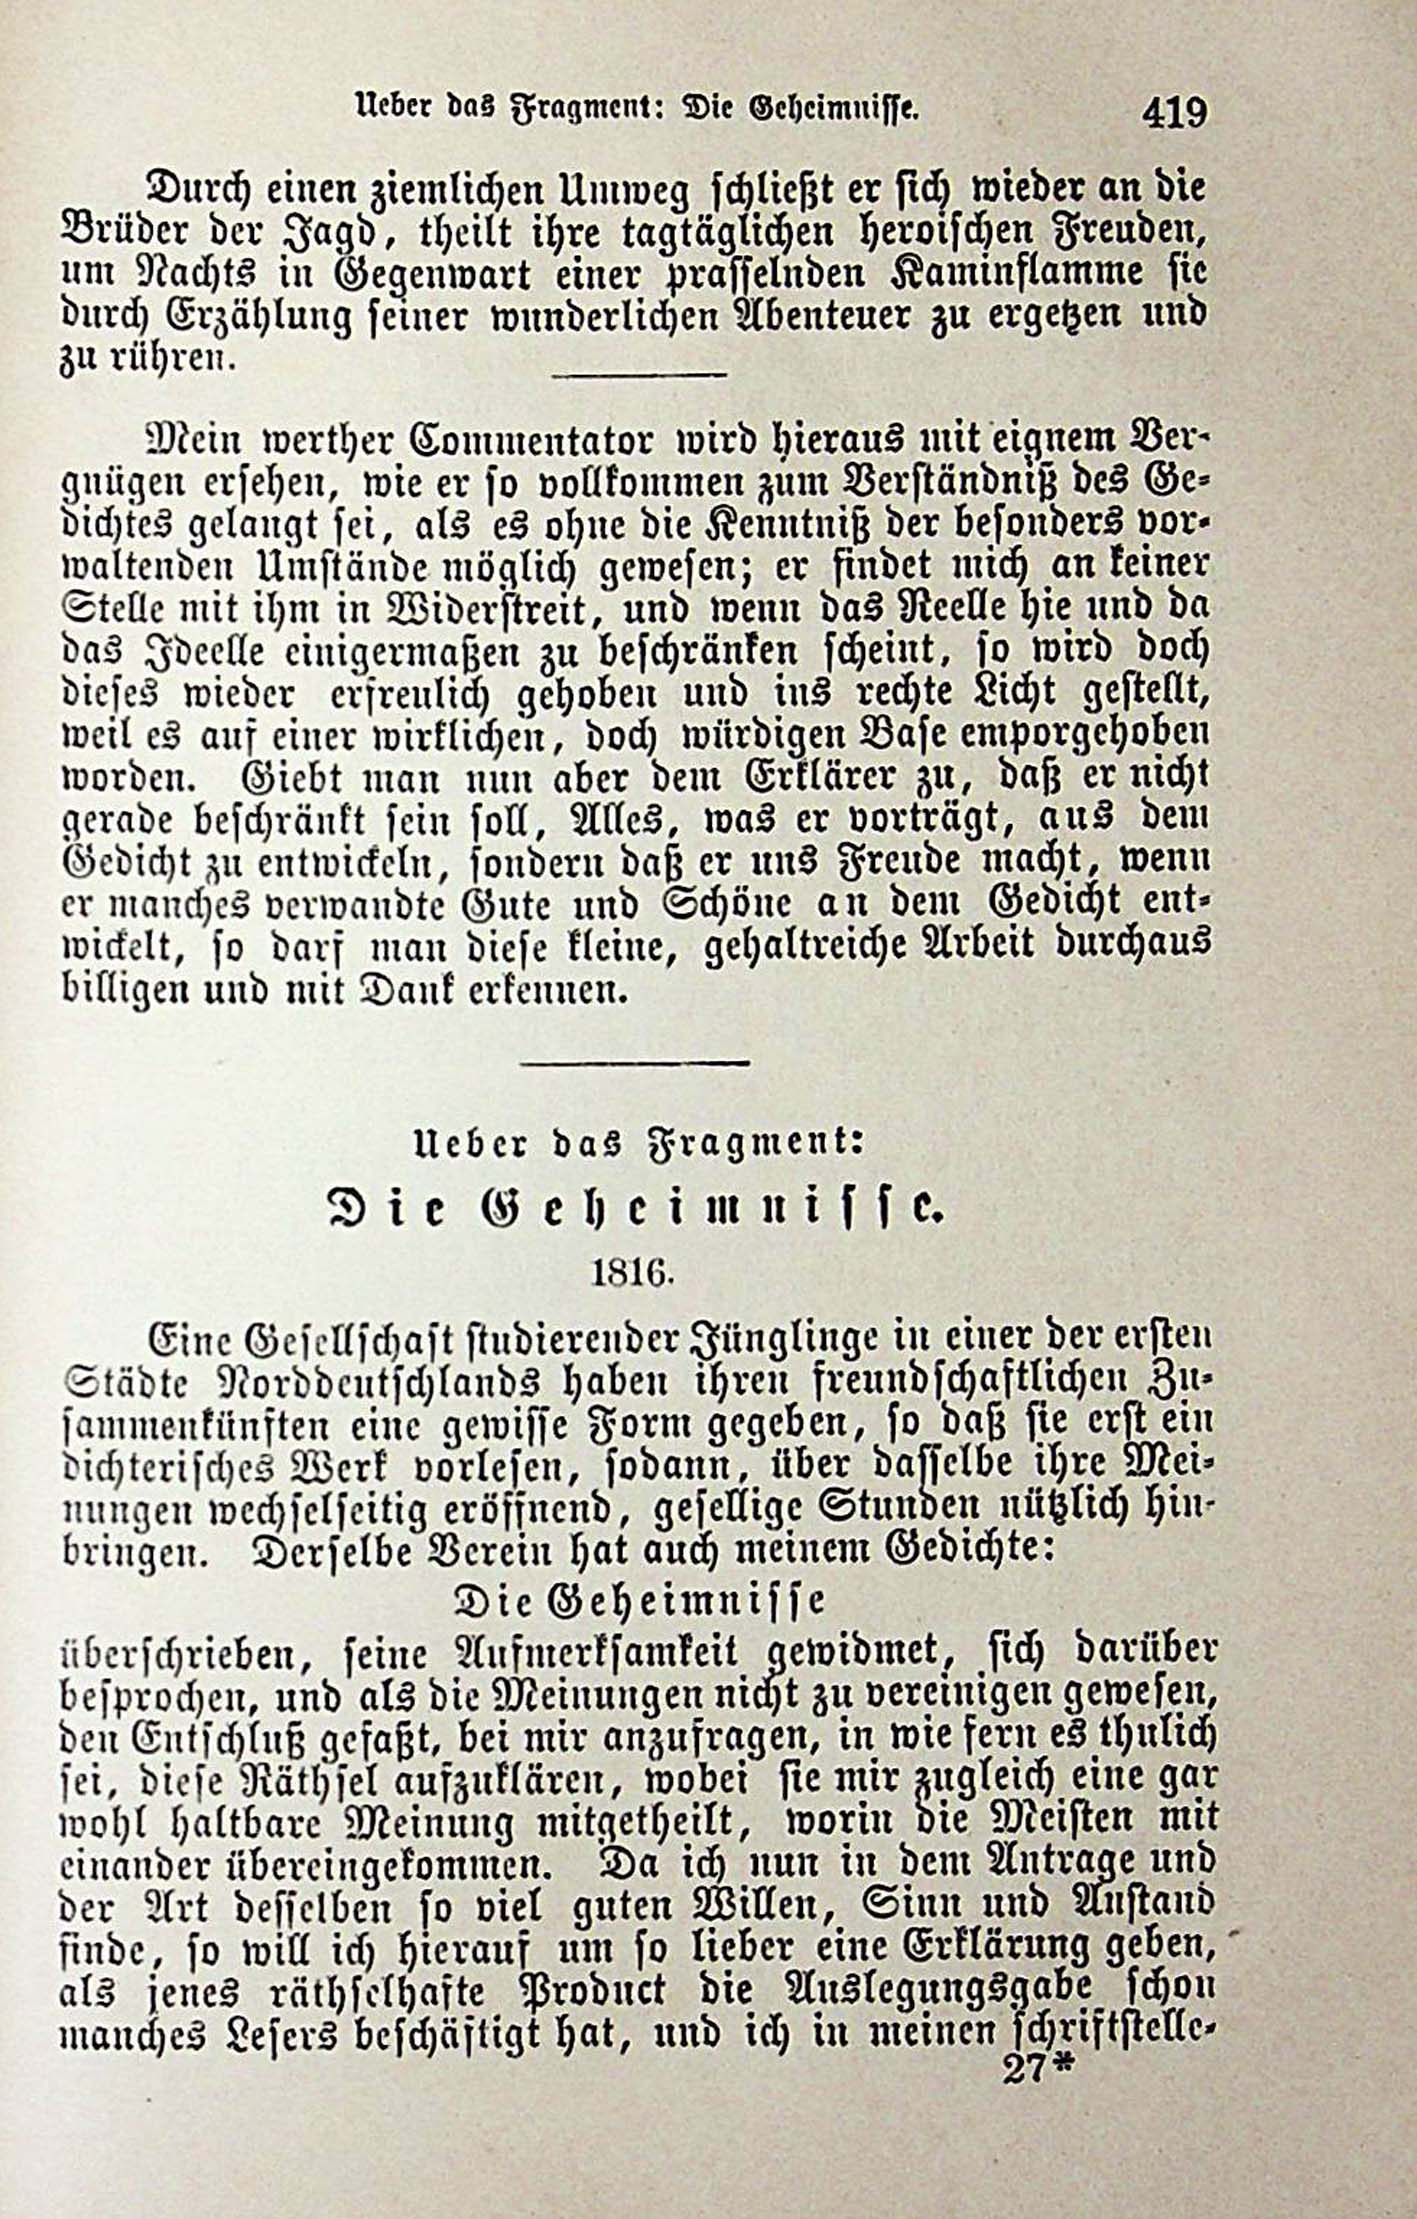 Ueber das Fragment: Die Geheimnisse. 419
Durch einen ziemlichen Umweg schließt er sich wieder an die
Brüder der Jagd, theilt ihre tagtäglichen heroischen Freuden,
um Nachts in Gegenwart einer prasselnden Kaminflamme sie
durch Erzählung seiner wunderlichen Abenteuer zu ergetzen und
zu rühren.
Mein werther Commentator wird hieraus mit eignem Ver-
gnügen ersehen, wie er so vollkommen zum Verständniß des Ge-
dichtes gelangt sei, als es ohne die Kenntniß der besonders vor-
waltenden Umstände möglich gewesen; er findet mich an keiner
Stelle mit ihm in Widerstreit, und wenn das Reelle hie und da
das Ideelle einigermaßen zu beschränken scheint, so wird doch
dieses wieder erfreulich gehoben und ins rechte Licht gestellt,
weil es auf einer wirklichen, doch würdigen Base emporgehoben
worden. Giebt man nun aber dem Erklärer zu, daß er nicht
gerade beschränkt sein soll, Alles, was er vorträgt, aus dem
Gedicht zu entwickeln, sondern daß er uns Freude macht, wenn
er manches verwandte Gute und Schöne an dem Gedicht ent-
wickelt, so darf man diese kleine, gehaltreiche Arbeit durchaus
billigen und mit Dank erkennen.
Ueber das Fragment:
Die Geheimnisse.
1816.
Eine Gesellschaft studierender Jünglinge in einer der ersten
Städte Norddeutschlands haben ihren freundschaftlichen Zu-
sammenkünften eine gewisse Form gegeben, so daß sie erst ein
dichterisches Werk vorlesen, sodann, über dasselbe ihre Mei-
nungen wechselseitig eröffnend, gesellige Stunden nützlich hin-
bringen. Derselbe Verein hat auch meinem Gedichte:
Die Geheimnisse
überschrieben, seine Aufmerksamkeit gewidmet, sich darüber
besprochen, und als die Meinungen nicht zu vereinigen gewesen,
den Entschluß gefaßt, bei mir anzufragen, in wie fern es thulich
sei, diese Räthsel aufzuklären, wobei sie mir zugleich eine gar
wohl haltbare Meinung mitgetheilt, worin die Meisten mit
einander übereingekommen. Da ich nun in dem Antrage und
der Art desselben so viel guten Willen, Sinn und Anstand
finde, so will ich hierauf um so lieber eine Erklärung geben,
als jenes räthselhafte Product die Auslegungsgabe schon
manches Lesers beschäftigt hat, und ich in meinen schriftstelle-
27*